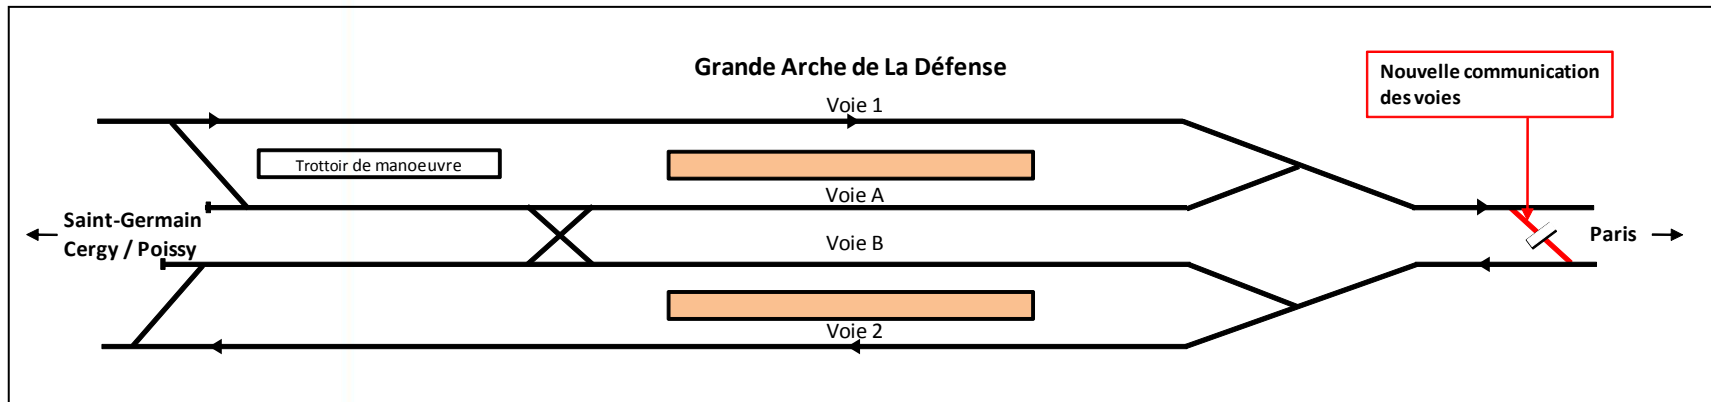 Grande Arche de La Défense
Nouvelle communication
des voies
Voie 1
Trottoir de manoeuvre
Voie A
Saint-Germain
Cergy / Poissy
Voie B
Paris
Voie 2